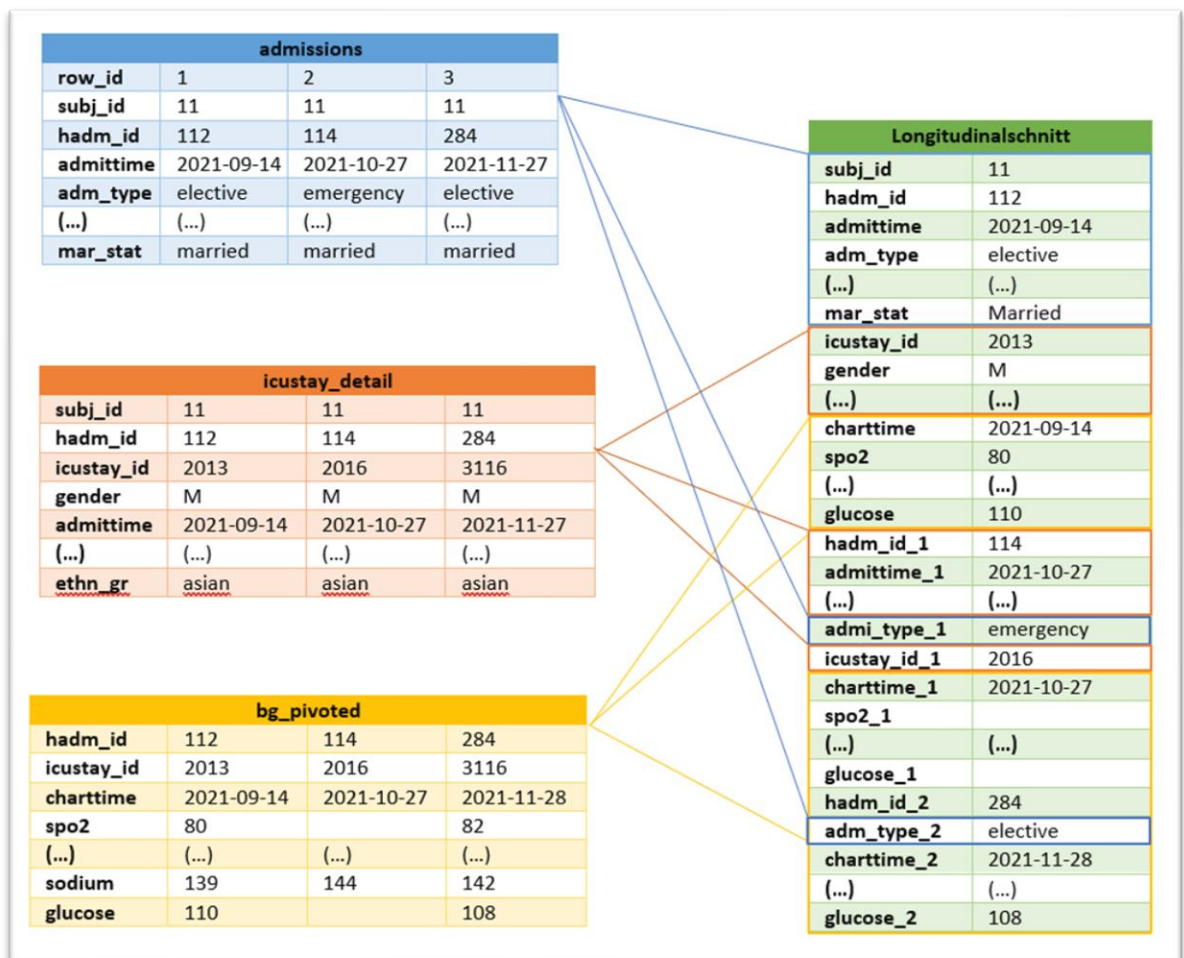 admissions
row_id 1 2 3
subj_id 11 11 11
hadm_id 112 114 284
admittime 2021-09-14 2021-10-27 2021-11-27
adm_type elective emergency elective
(...) (...) (...) (...)
mar_stat married married married
icustay_detail
subj_id 11 11 11
hadm_id 112 114 284
icustay_id 2013 2016 3116
gender M M M
admittime 2021-09-14 2021-10-27 2021-11-27
(...) (...) (...) (...)
ethn_gr asian asian asian
bg_pivoted
hadm_id 112 114 284
icustay_id 2013 2016 3116
charttime 2021-09-14 2021-10-27 2021-11-28
spo2 80 82
(...) (...) (...) (...)
sodium 139 144 142
glucose 110 108
Longitudinalschnitt
subj_id 11
hadm_id 112
admittime 2021-09-14
adm_type elective
(...) (...)
mar_stat Married
icustay_id 2013
gender M
(...) (...)
charttime 2021-09-14
spo2 80
(...) (...)
glucose 110
hadm_id_1 114
admittime_1 2021-10-27
(...) (...)
admi_type_1 emergency
icustay_id_1 2016
charttime_1 2021-10-27
spo2_1
(...) (...)
glucose_1
hadm_id_2 284
adm_type_2 elective
charttime_2 2021-11-28
(...) (...)
glucose_2 108